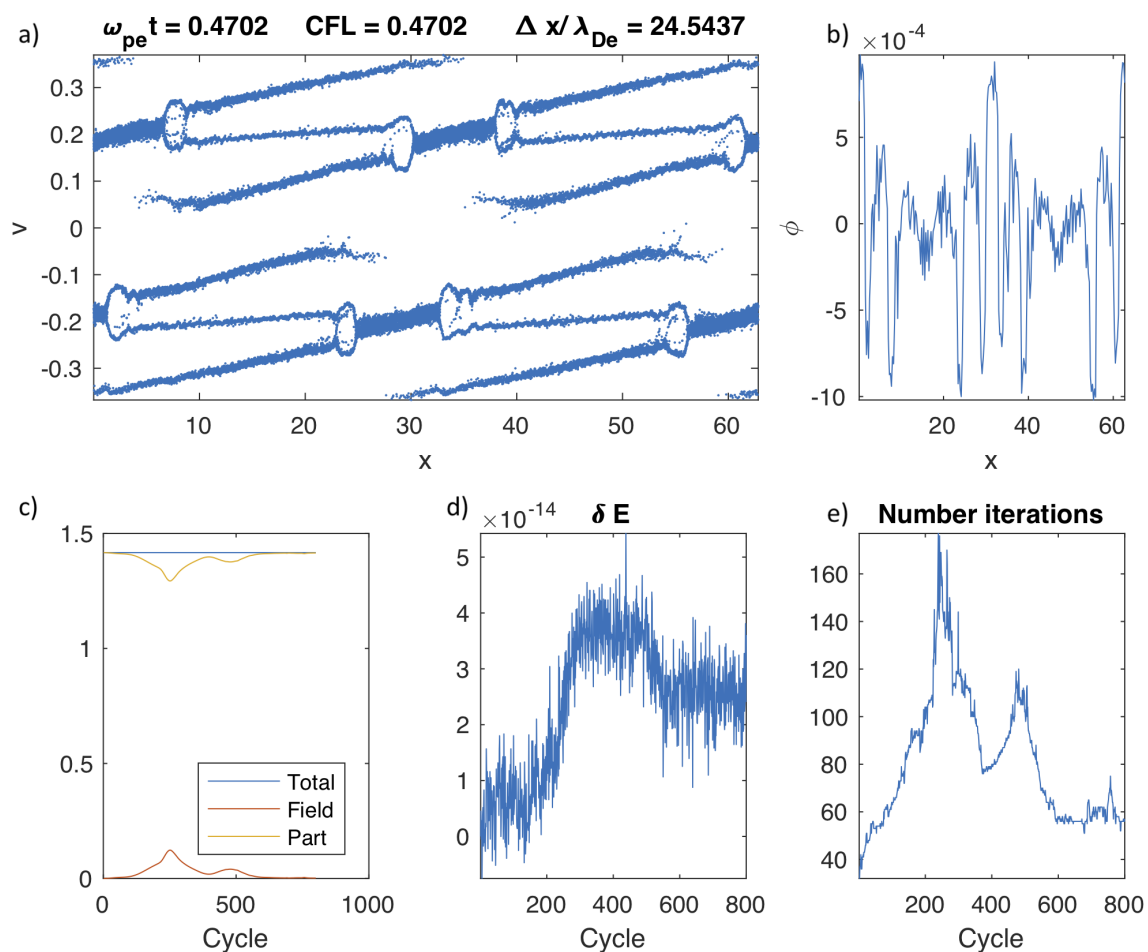 a)
ω_pe t = 0.4702 CFL = 0.4702 Δ x/ λ_De = 24.5437
0.3
0.2
0.1
0
-0.1
-0.2
-0.3
v
10 20 30 40 50 60
x
b)
×10^-4
5
0
-5
-10
ϕ
20 40 60
x
c)
1.5
1
0.5
0
Total
Field
Part
0 500 1000
Cycle
d)
×10^-14
δ E
5
4
3
2
1
0
200 400 600 800
Cycle
e)
Number iterations
160
140
120
100
80
60
40
200 400 600 800
Cycle